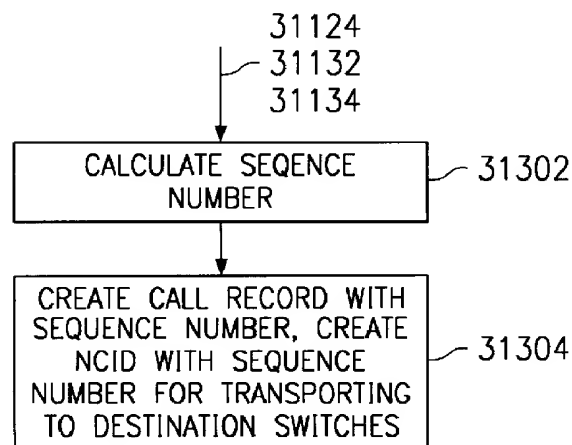 31124
31132
31134
CALCULATE SEQENCE
NUMBER
31302
CREATE CALL RECORD WITH
SEQUENCE NUMBER, CREATE
NCID WITH SEQUENCE
NUMBER FOR TRANSPORTING
TO DESTINATION SWITCHES
31304